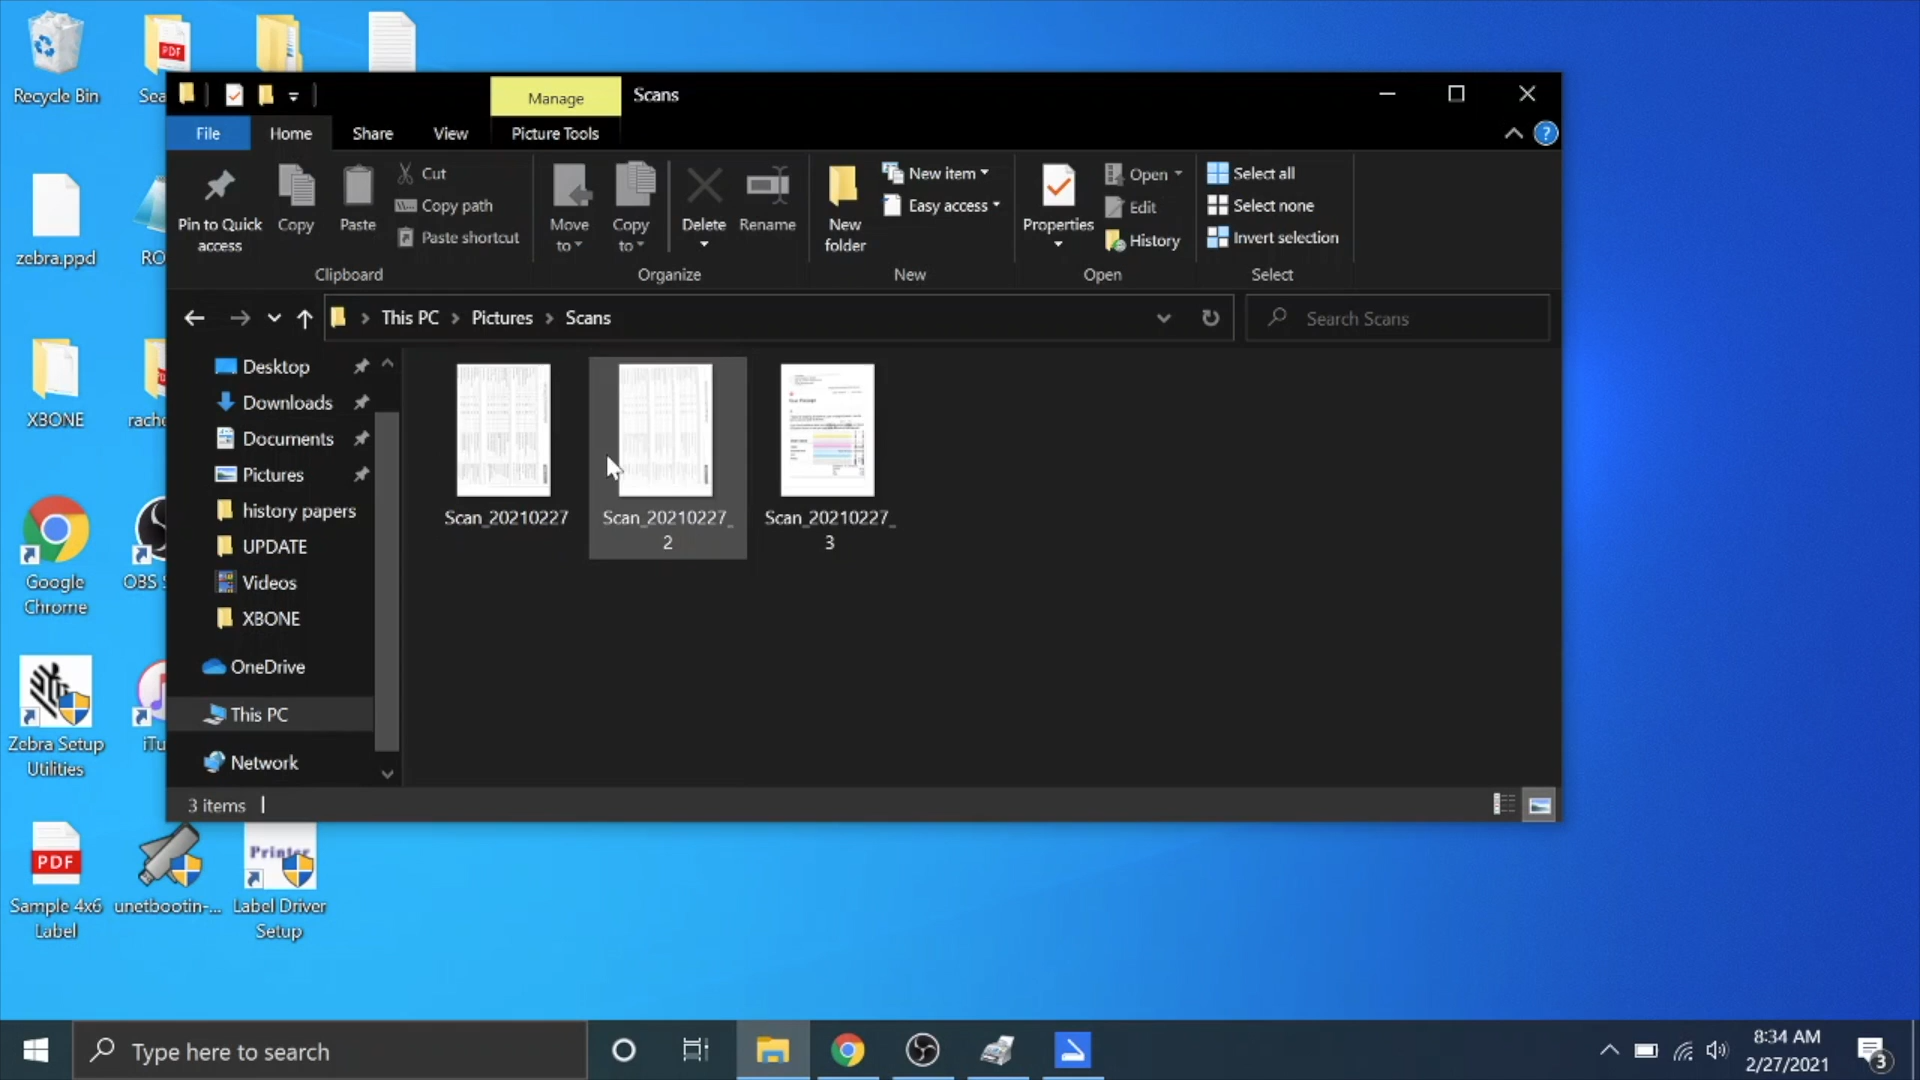 Recycle Bin
Sea
PDF
Manage
Scans
File
Home
Share
View
Picture Tools
?
Pin to Quick access
Copy
Paste
Cut
Copy path
Paste shortcut
Clipboard
Move to
Copy to
Delete
Rename
Organize
New folder
New item
Easy access
New
Properties
Open
Edit
History
Open
Select all
Select none
Invert selection
Select
This PC
Pictures
Scans
Search Scans
Desktop
Downloads
Documents
Pictures
history papers
UPDATE
Videos
XBONE
OneDrive
This PC
Network
Scan_20210227
Scan_20210227_
2
Scan_20210227_
3
3 items
zebra.ppd
RO
XBONE
rache
Google
Chrome
OBS S
Zebra Setup
Utilities
iTu
PDF
Sample 4x6
Label
unetbootin-...
Printer
Label Driver
Setup
Type here to search
8:34 AM
2/27/2021
3